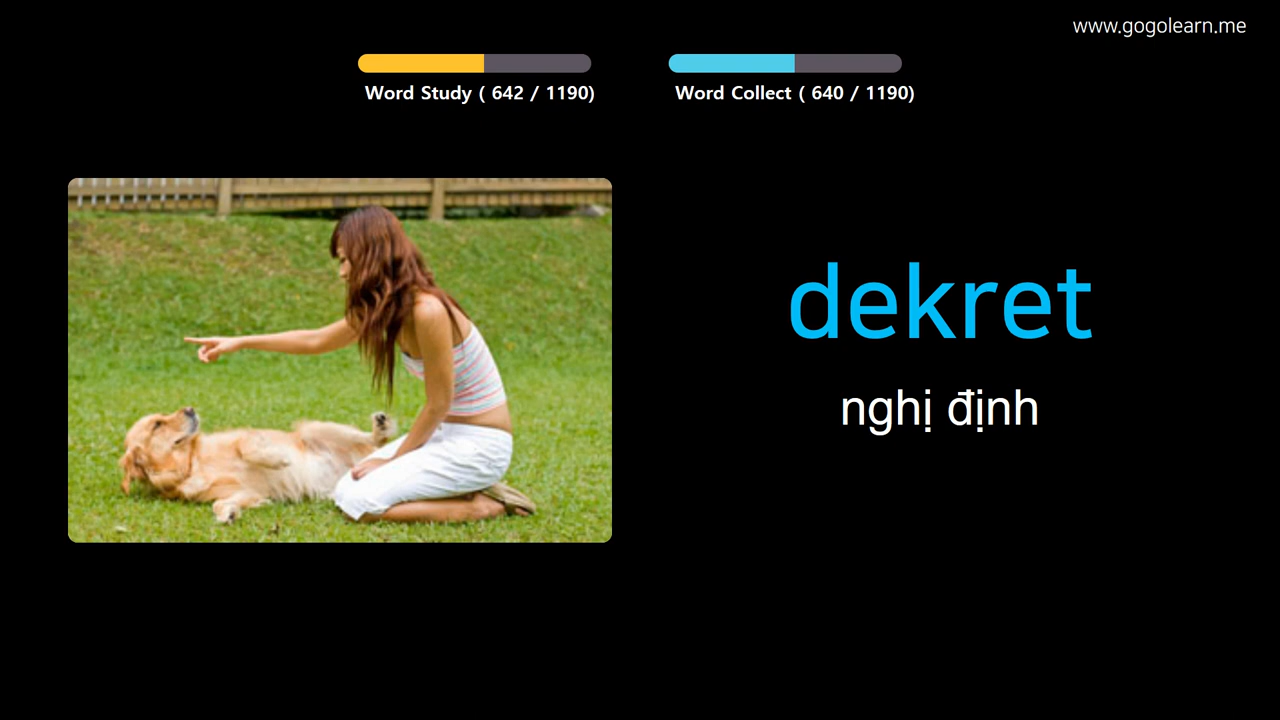 www.gogolearn.me
Word Study ( 642 / 1190)
Word Collect ( 640 / 1190)
dekret
nghị định